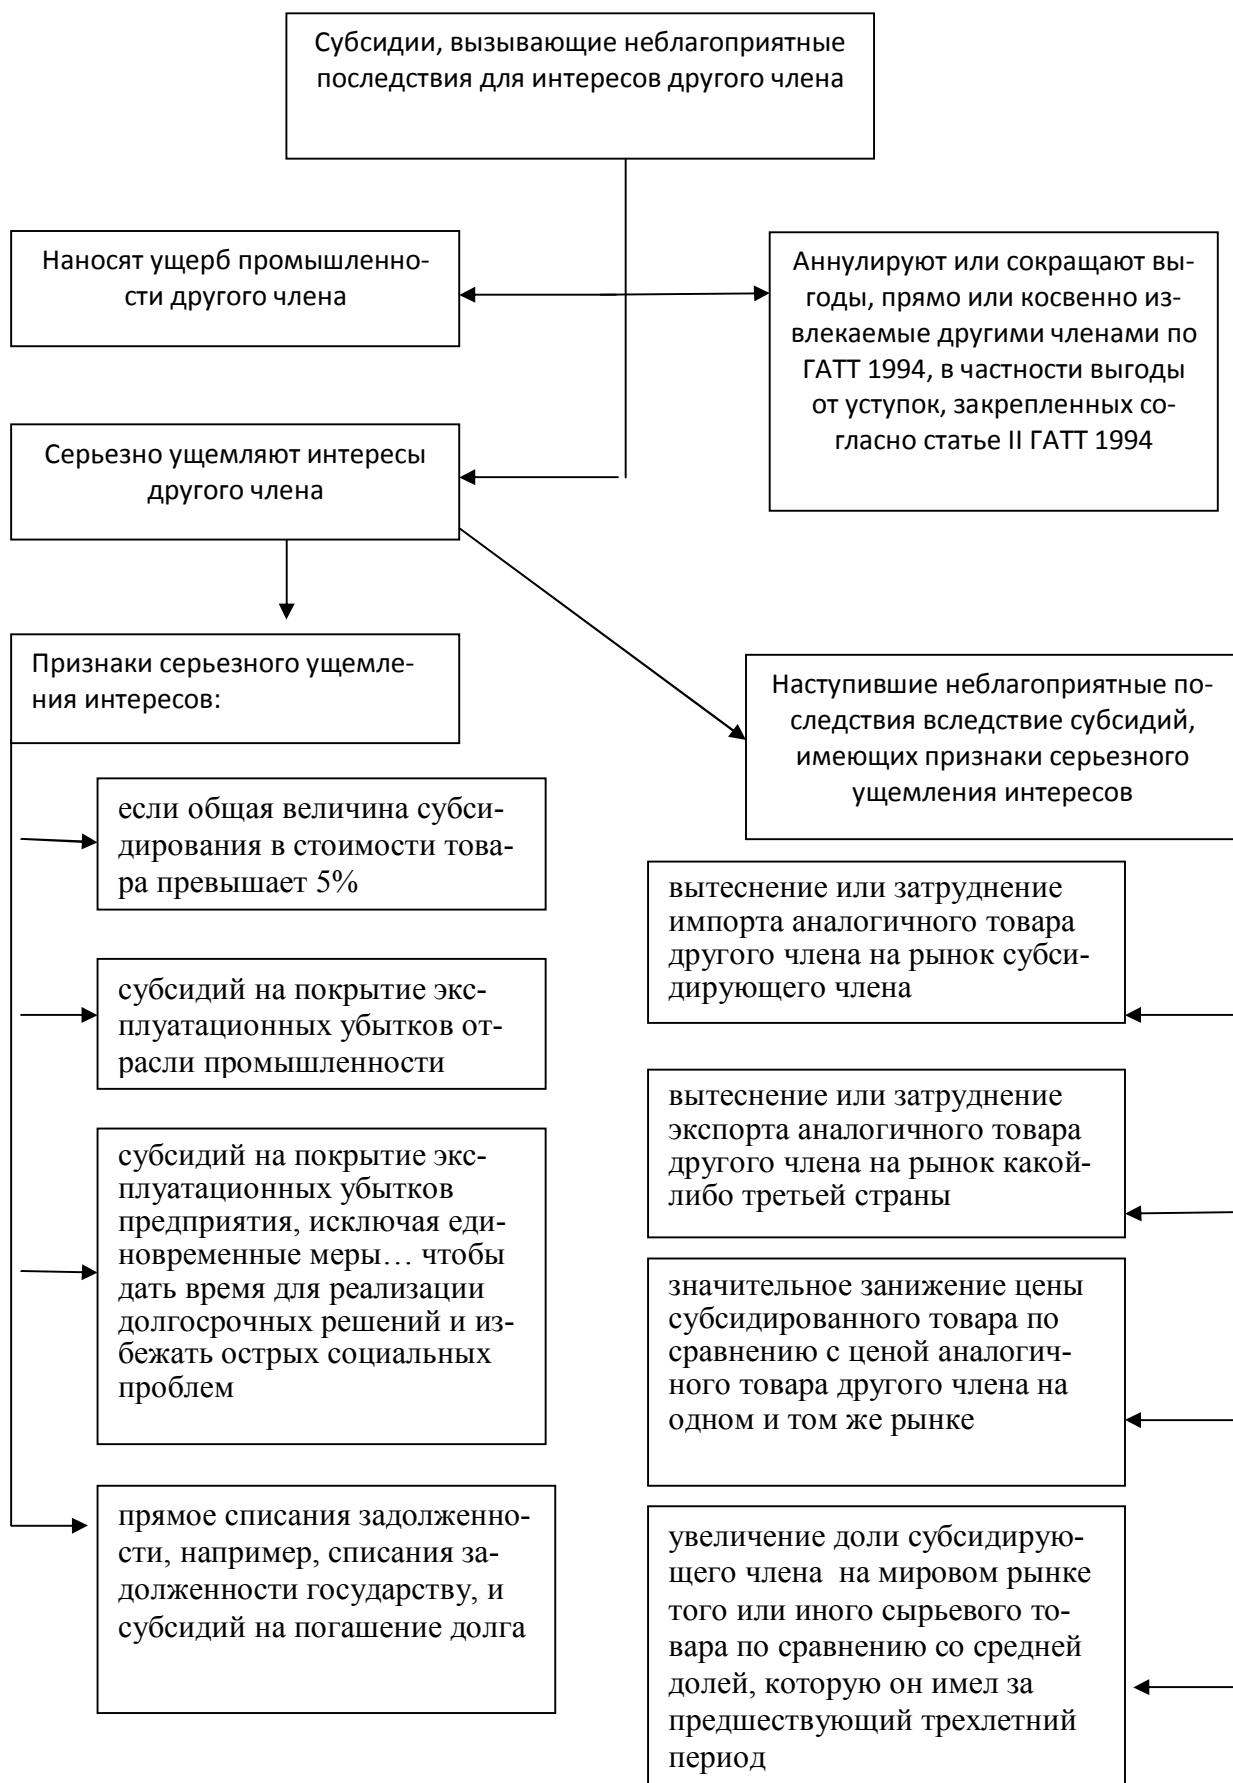 Субсидии, вызывающие неблагоприятные
последствия для интересов другого члена
Наносят ущерб промышленно-
сти другого члена
Аннулируют или сокращают вы-
годы, прямо или косвенно из-
влекаемые другими членами по
ГАТТ 1994, в частности выгоды
от уступок, закрепленных со-
гласно статье II ГАТТ 1994
Серьезно ущемляют интересы
другого члена
Признаки серьезного ущемле-
ния интересов:
Наступившие неблагоприятные по-
следствия вследствие субсидий,
имеющих признаки серьезного
ущемления интересов
если общая величина субси-
дирования в стоимости това-
ра превышает 5%
субсидий на покрытие экс-
плуатационных убытков от-
расли промышленности
субсидий на покрытие экс-
плуатационных убытков
предприятия, исключая еди-
новременные меры… чтобы
дать время для реализации
долгосрочных решений и из-
бежать острых социальных
проблем
прямое списания задолженно-
сти, например, списания за-
долженности государству, и
субсидий на погашение долга
вытеснение или затруднение
импорта аналогичного товара
другого члена на рынок субси-
дирующего члена
вытеснение или затруднение
экспорта аналогичного товара
другого члена на рынок какой-
либо третьей страны
значительное занижение цены
субсидированного товара по
сравнению с ценой аналогич-
ного товара другого члена на
одном и том же рынке
увеличение доли субсидирую-
щего члена  на мировом рынке
того или иного сырьевого то-
вара по сравнению со средней
долей, которую он имел за
предшествующий трехлетний
период